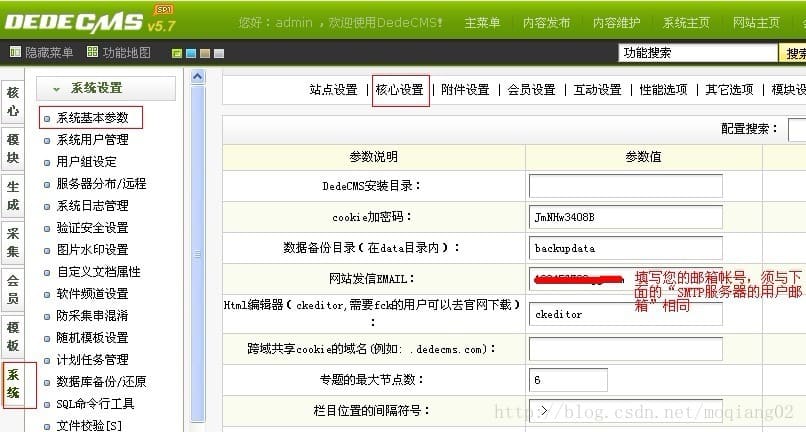 DEDECMS v5.7 SP1
您好：admin ，欢迎使用DedeCMS！ 主菜单 内容发布 内容维护 系统主页 网站主页
隐藏菜单 功能地图 功能搜索 搜索
核心
模块
生成
采集
会员
模板
系统
系统设置
系统基本参数
系统用户管理
用户组设定
服务器分布/远程
系统日志管理
验证安全设置
图片水印设置
自定义文档属性
软件频道设置
防采集串混淆
随机模板设置
计划任务管理
数据库备份/还原
SQL命令行工具
文件校验[S]
站点设置 | 核心设置 | 附件设置 | 会员设置 | 互动设置 | 性能选项 | 其它选项 | 模块设
配置搜索：
参数说明 参数值
DedeCMS安装目录：
cookie加密码： JmNHw3408B
数据备份目录（在data目录内）： backupdata
网站发信EMAIL：
填写您的邮箱帐号，须与下
面的“SMTP服务器的用户邮
箱”相同
Html编辑器（ckeditor,需要fck的用户可以去官网下载）
： ckeditor
跨域共享cookie的域名(例如: .dedecms.com)：
专题的最大节点数： 6
栏目位置的间隔符号： >
http://blog.csdn.net/moqiang02